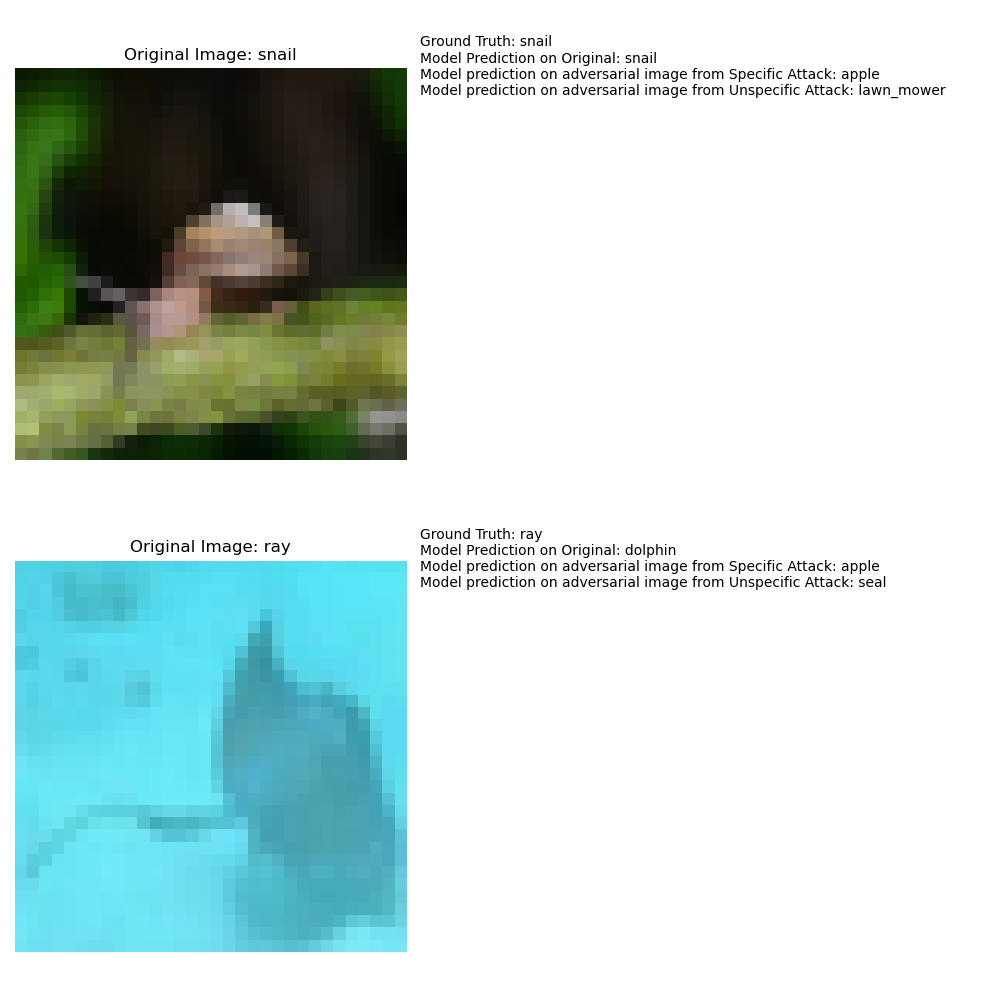 Original Image: snail
Ground Truth: snail
Model Prediction on Original: snail
Model prediction on adversarial image from Specific Attack: apple
Model prediction on adversarial image from Unspecific Attack: lawn_mower
Original Image: ray
Ground Truth: ray
Model Prediction on Original: dolphin
Model prediction on adversarial image from Specific Attack: apple
Model prediction on adversarial image from Unspecific Attack: seal